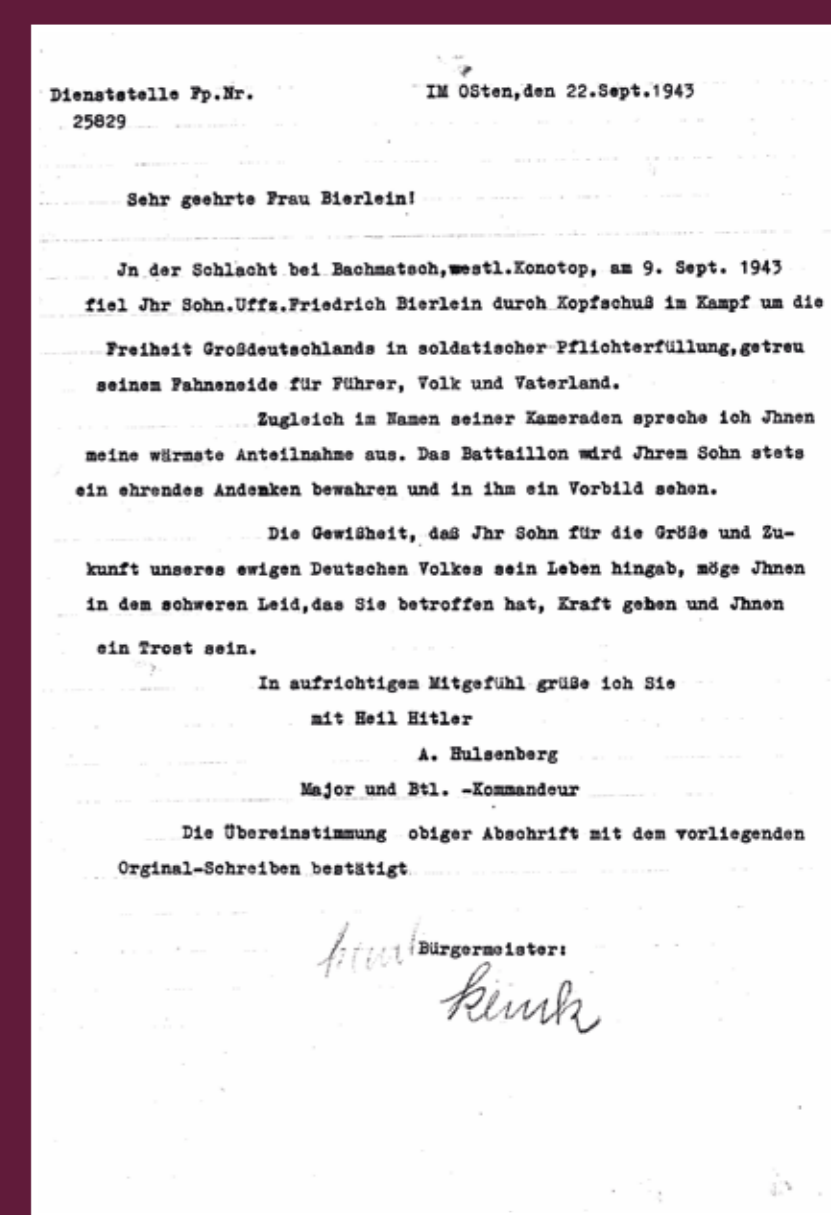 Dienststelle Fp.Nr. IM OSten,den 22.Sept.1943
25829
Sehr geehrte Frau Bierlein!
Jn der Schlacht bei Bachmatsch,westl.Konotop, am 9. Sept. 1943
fiel Jhr Sohn.Uffz.Friedrich Bierlein durch Kopfschuß im Kampf um die
Freiheit Großdeutschlands in soldatischer Pflichterfüllung,getreu
seinem Fahneneide für Führer, Volk und Vaterland.
Zugleich im Namen seiner Kameraden spreche ich Jhnen
meine wärmste Anteilnahme aus. Das Battaillon wird Jhrem Sohn stets
ein ehrendes Andenken bewahren und in ihm ein Vorbild sehen.
Die Gewißheit, daß Jhr Sohn für die Größe und Zu-
kunft unseres ewigen Deutschen Volkes sein Leben hingab, möge Jhnen
in dem schweren Leid,das Sie betroffen hat, Kraft geben und Jhnen
ein Trost sein.
In aufrichtigem Mitgefühl grüße ich Sie
mit Heil Hitler
A. Hulsenberg
Major und Btl. -Kommandeur
Die Übereinstimmung obiger Abschrift mit dem vorliegenden
Orginal-Schreiben bestätigt
Bürgermeister: